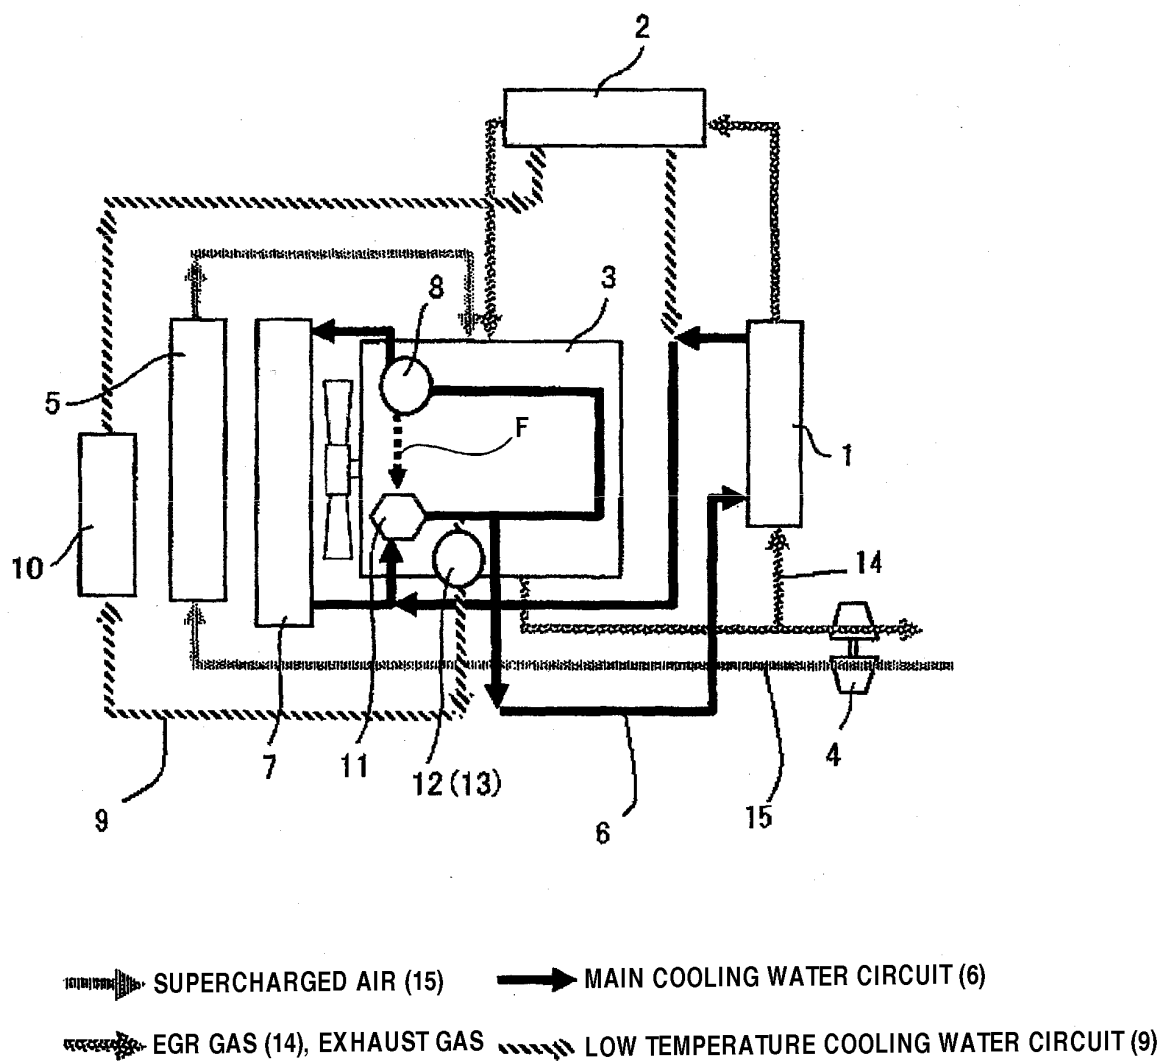 2
8
3
5
F
1
10
14
7
11
12(13)
4
9
6
15
SUPERCHARGED AIR (15)
MAIN COOLING WATER CIRCUIT (6)
EGR GAS (14), EXHAUST GAS
LOW TEMPERATURE COOLING WATER CIRCUIT (9)